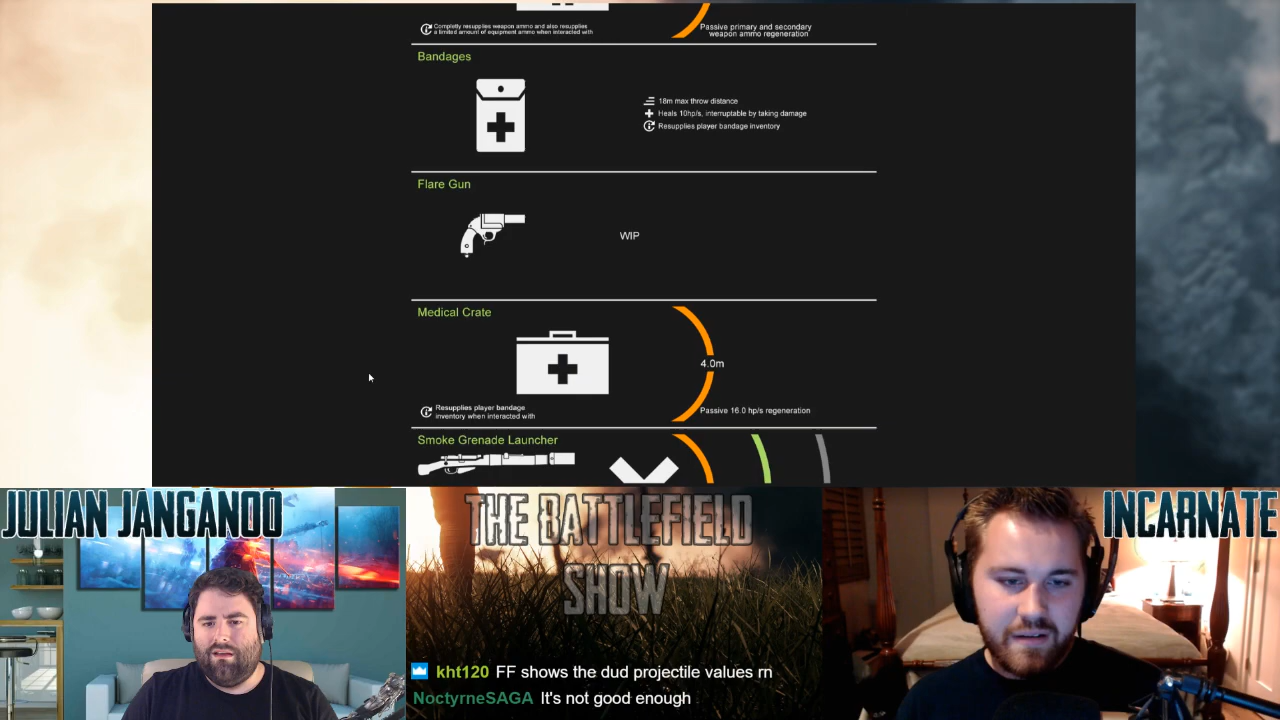 Completly resupplies weapon ammo and also resupplies
a limited amount of equipment ammo when interacted with
Passive primary and secondary
weapon ammo regeneration
Bandages
18m max throw distance
Heals 10hp/s, interruptable by taking damage
Resupplies player bandage inventory
Flare Gun
WIP
Medical Crate
4.0m
Resupplies player bandage
inventory when interacted with
Passive 16.0 hp/s regeneration
Smoke Grenade Launcher
JULIAN JANGANOO
THE BATTLEFIELD
SHOW
INCARNATE
kht120 FF shows the dud projectile values rn
NoctyrneSAGA It's not good enough